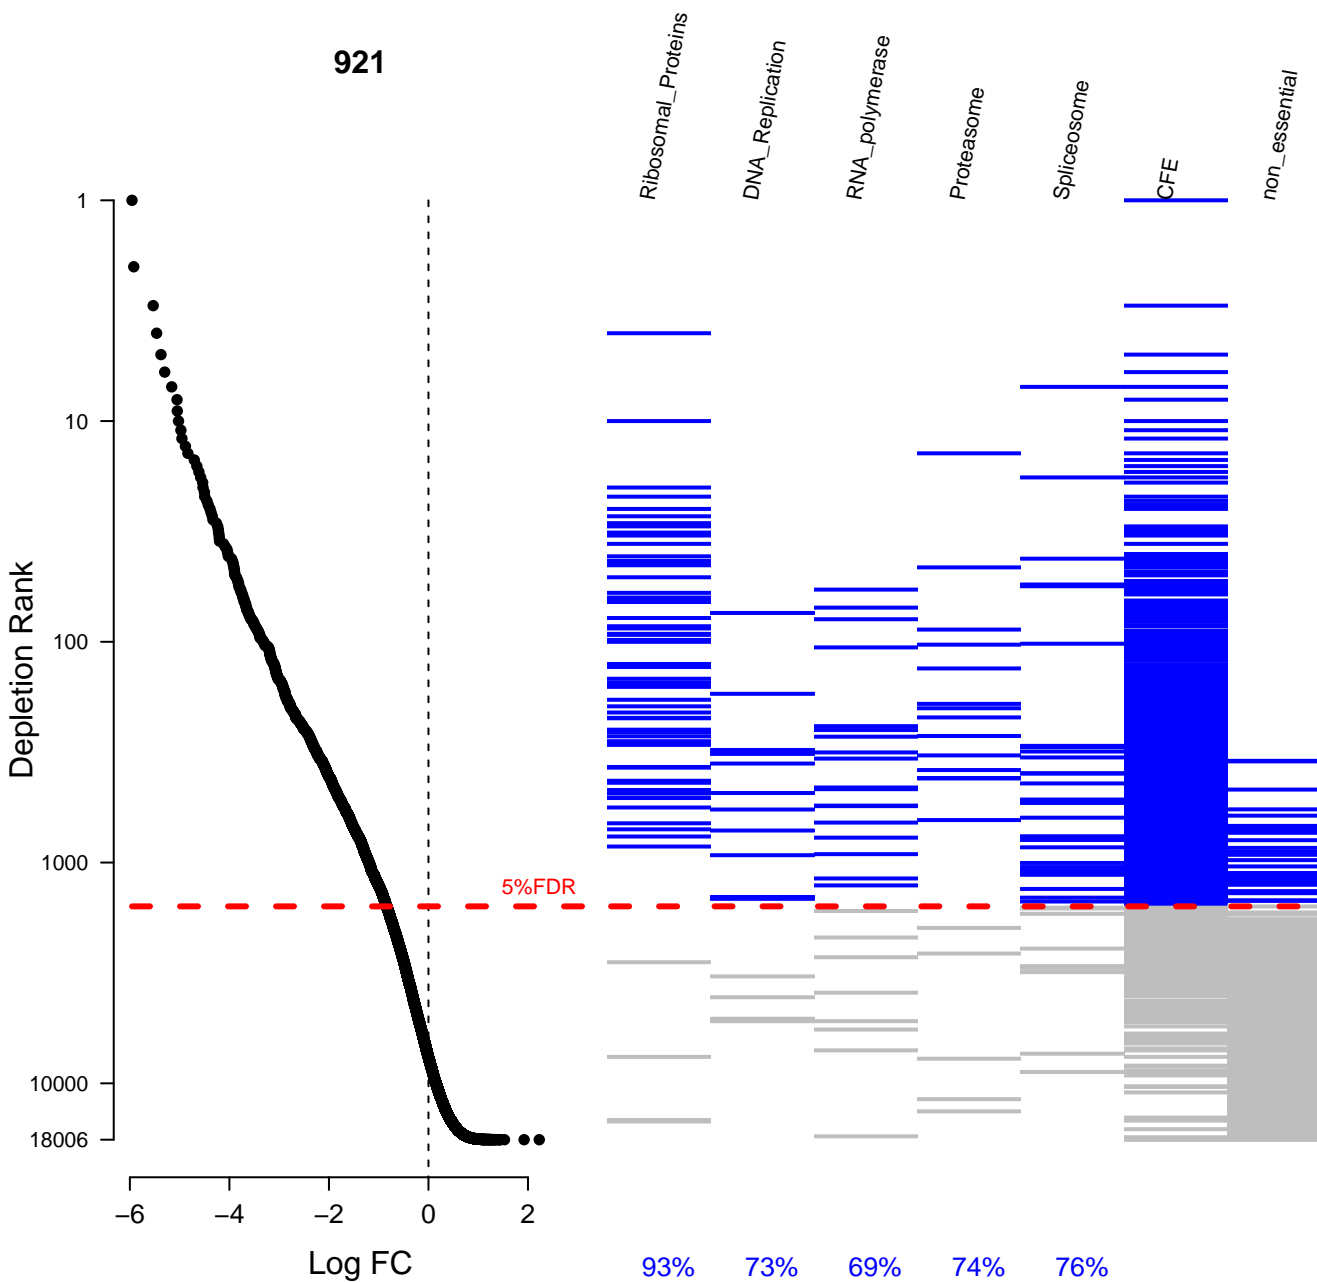 921
Ribosomal_Proteins
DNA_Replication
RNA_polymerase
Proteasome
Spliceosome
CFE
non_essential
Depletion Rank
1
10
100
1000
10000
18006
5%FDR
−6 −4 −2 0 2
Log FC
93% 73% 69% 74% 76%